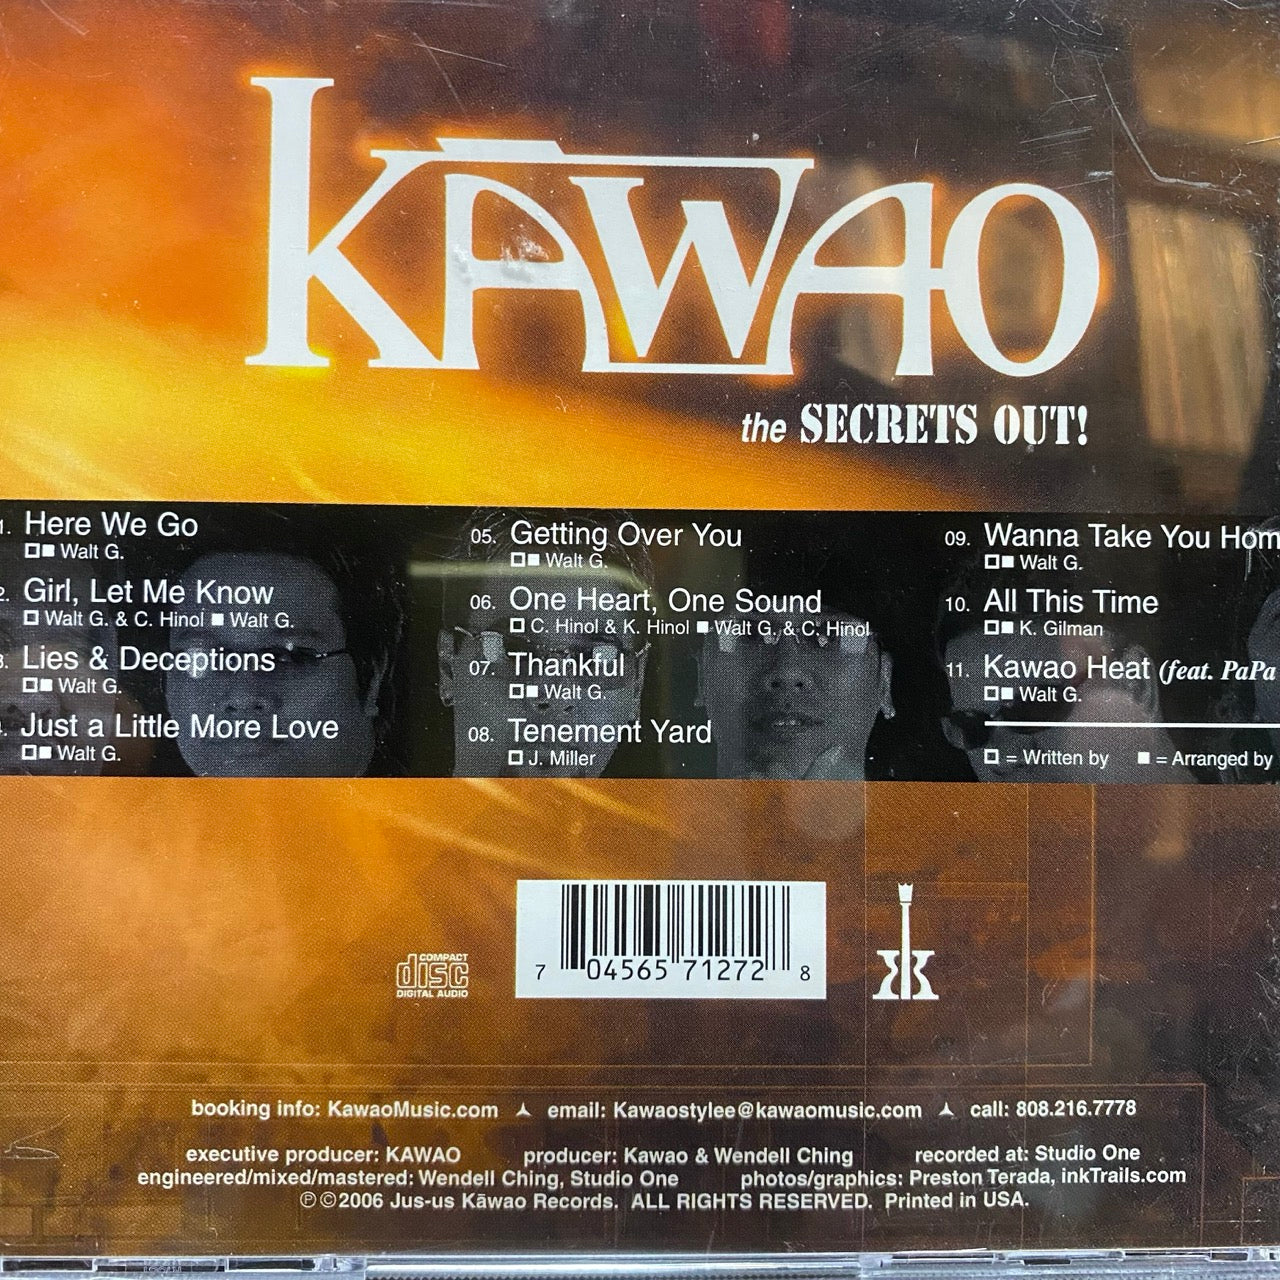 KĀWAO
the SECRETS OUT!
1. Here We Go
Walt G.
2. Girl, Let Me Know
Walt G. & C. Hinol ■ Walt G.
3. Lies & Deceptions
Walt G.
Just a Little More Love
Walt G.
05. Getting Over You
Walt G.
06. One Heart, One Sound
C. Hinol & K. Hinol ■ Walt G. & C. Hinol
07. Thankful
Walt G.
08. Tenement Yard
J. Miller
09. Wanna Take You Hom
Walt G.
10. All This Time
K. Gilman
11. Kawao Heat (feat. PaPa
Walt G.
= Written by ■ = Arranged by
COMPACT
disc
DIGITAL AUDIO
7 04565 71272 8
booking info: KawaoMusic.com email: Kawaostylee@kawaomusic.com call: 808.216.7778
executive producer: KAWAO producer: Kawao & Wendell Ching recorded at: Studio One
engineered/mixed/mastered: Wendell Ching, Studio One photos/graphics: Preston Terada, inkTrails.com
℗©2006 Jus-us Kāwao Records. ALL RIGHTS RESERVED. Printed in USA.